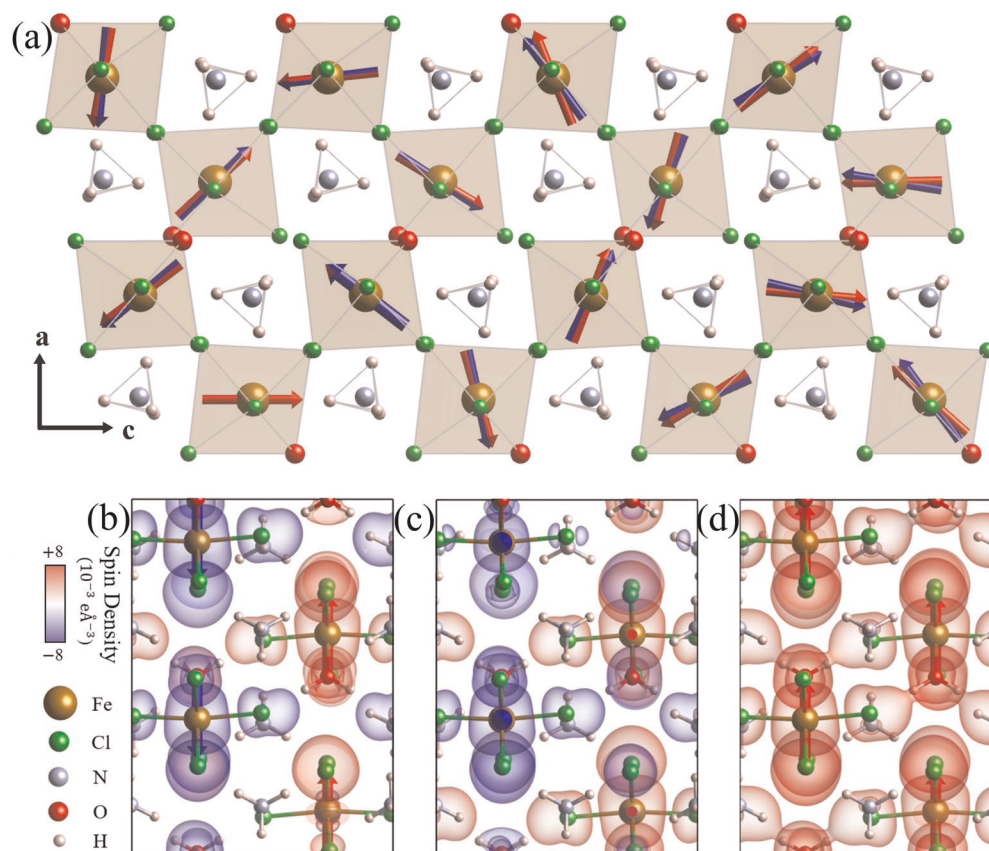 (a)
a
c
(b)
(c)
(d)
+8
−8
Spin Density
(10⁻³ eÅ⁻³)
Fe
Cl
N
O
H